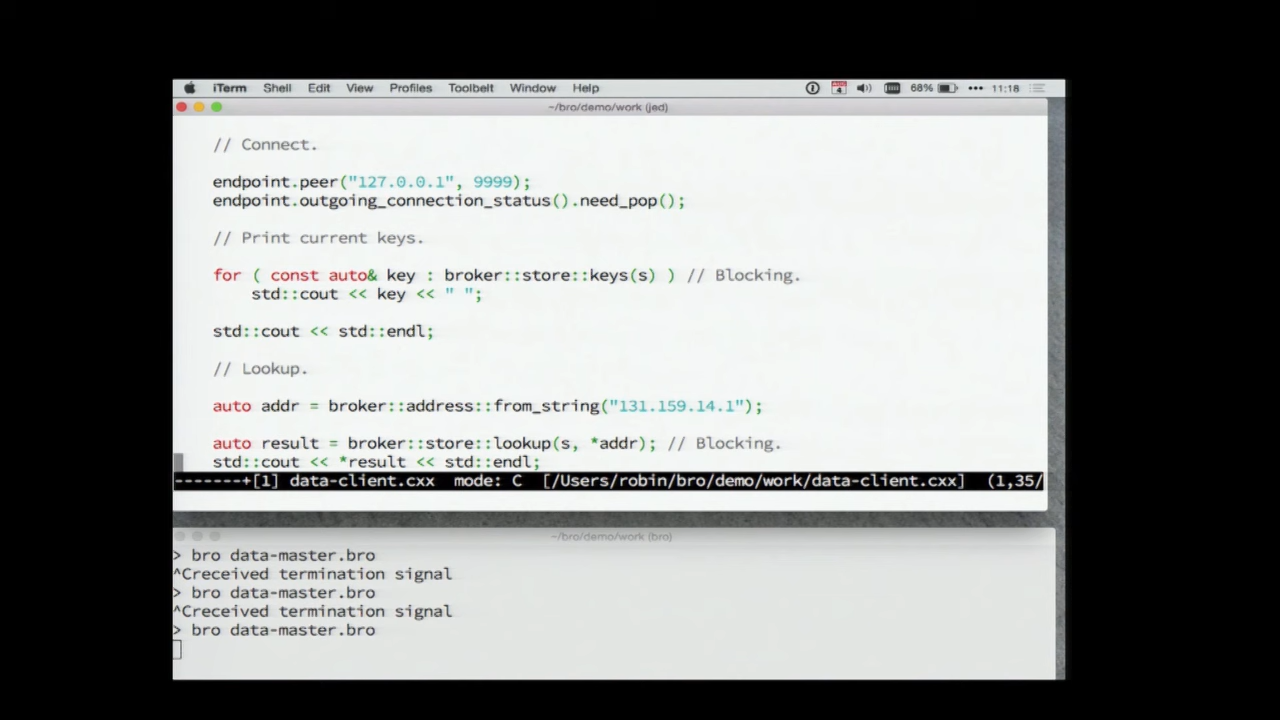 iTerm Shell Edit View Profiles Toolbelt Window Help 68% 11:18
~/bro/demo/work (jed)
// Connect.
endpoint.peer("127.0.0.1", 9999);
endpoint.outgoing_connection_status().need_pop();
// Print current keys.
for ( const auto& key : broker::store::keys(s) ) // Blocking.
std::cout << key << " ";
std::cout << std::endl;
// Lookup.
auto addr = broker::address::from_string("131.159.14.1");
auto result = broker::store::lookup(s, *addr); // Blocking.
std::cout << *result << std::endl;
-------+[1] data-client.cxx mode: C [/Users/robin/bro/demo/work/data-client.cxx] (1,35/
~/bro/demo/work (bro)
> bro data-master.bro
^Creceived termination signal
> bro data-master.bro
^Creceived termination signal
> bro data-master.bro